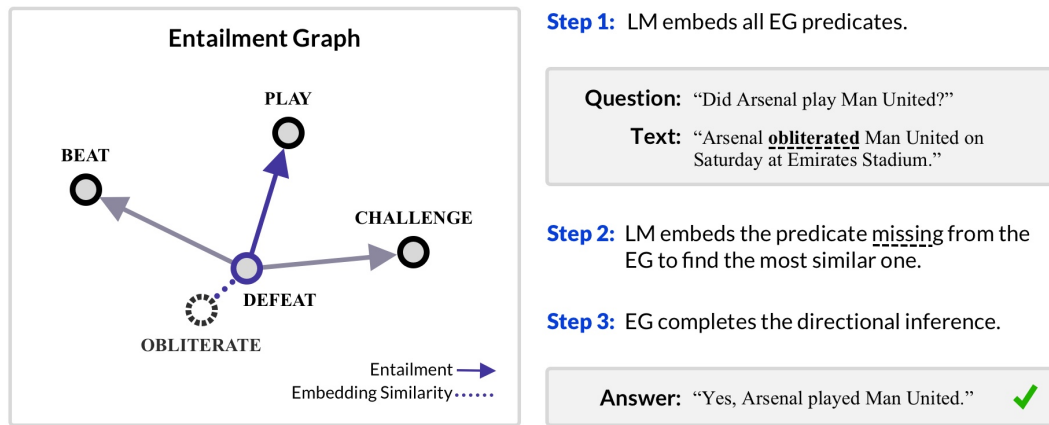 Entailment Graph
PLAY
BEAT
CHALLENGE
DEFEAT
OBLITERATE
Entailment
Embedding Similarity
Step 1: LM embeds all EG predicates.
Question: “Did Arsenal play Man United?”
Text: “Arsenal obliterated Man United on
Saturday at Emirates Stadium.”
Step 2: LM embeds the predicate missing from the
EG to find the most similar one.
Step 3: EG completes the directional inference.
Answer: “Yes, Arsenal played Man United.”